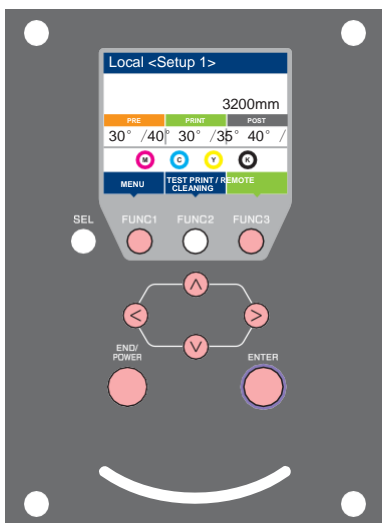 Local <Setup 1>
3200mm
PRE PRINT POST
30° /40° 30° /35° 40° /
M C Y K
MENU TEST PRINT / REMOTE
CLEANING
SEL FUNC1 FUNC2 FUNC3
< ∧ > ∨
END/
POWER
ENTER